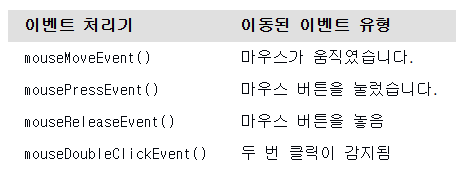 이벤트 처리기 이동된 이벤트 유형
mouseMoveEvent() 마우스가 움직였습니다.
mousePressEvent() 마우스 버튼을 눌렀습니다.
mouseReleaseEvent() 마우스 버튼을 놓음
mouseDoubleClickEvent() 두 번 클릭이 감지됨